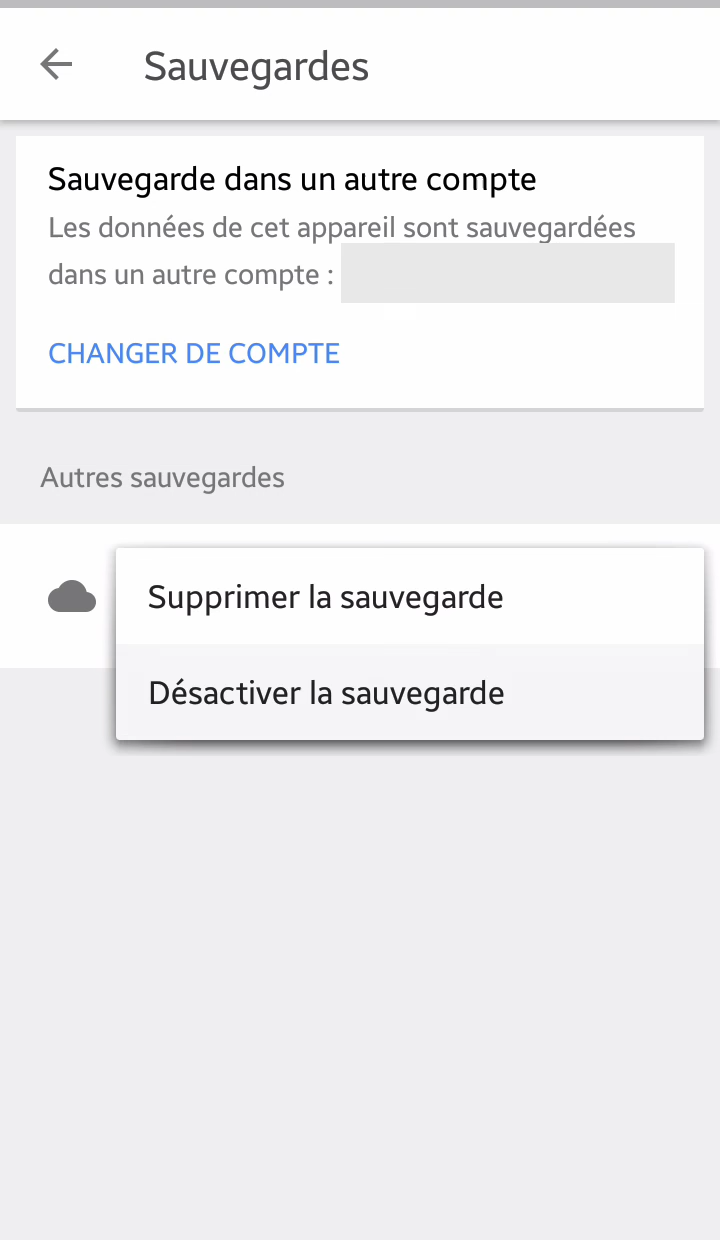 Sauvegardes
Sauvegarde dans un autre compte
Les données de cet appareil sont sauvegardées
dans un autre compte :
CHANGER DE COMPTE
Autres sauvegardes
Supprimer la sauvegarde
Désactiver la sauvegarde